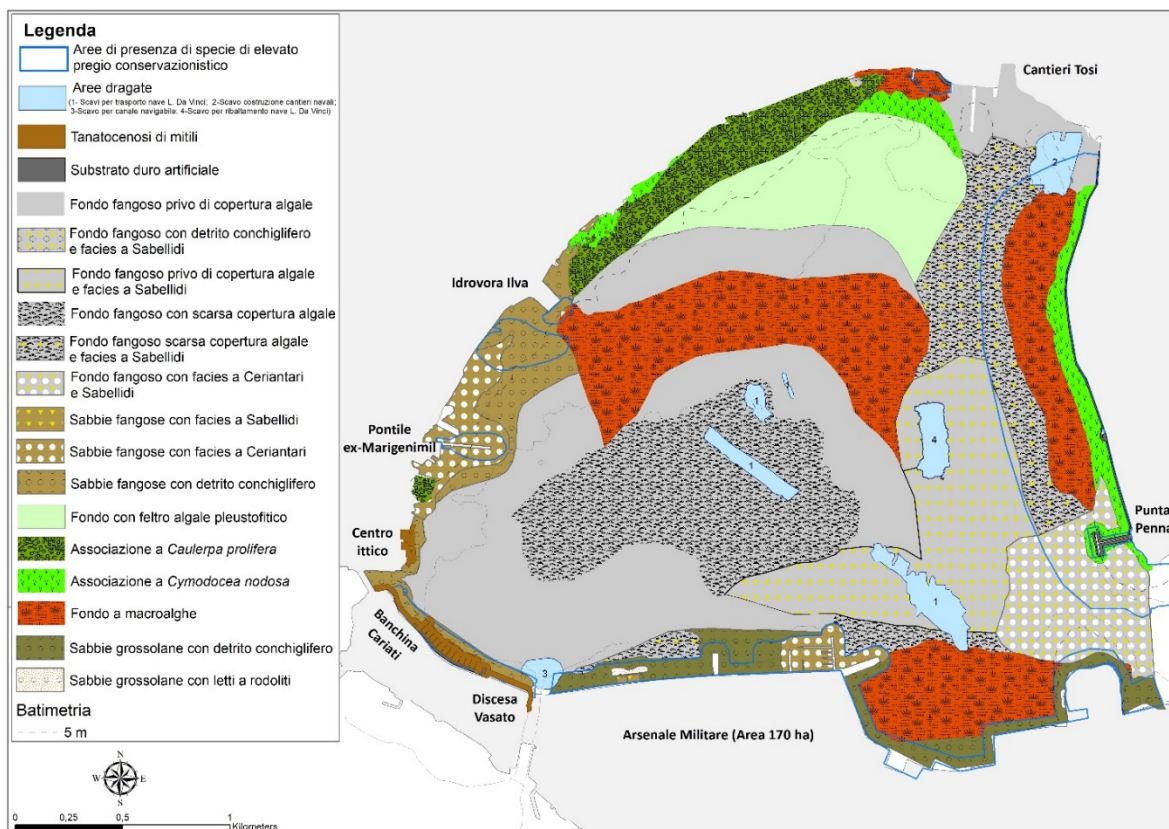 Legenda
Aree di presenza di specie di elevato
pregio conservazionistico
Aree dragate
(1- Scavi per trasporto nave L. Da Vinci; 2-Scavo costruzione cantieri navali;
3-Scavo per canale navigabile; 4-Scavo per ribaltamento nave L. Da Vinci)
Tanatocenosi di mitili
Substrato duro artificiale
Fondo fangoso privo di copertura algale
Fondo fangoso con detrito conchiglifero
e facies a Sabellidi
Fondo fangoso privo di copertura algale
e facies a Sabellidi
Fondo fangoso con scarsa copertura algale
Fondo fangoso scarsa copertura algale
e facies a Sabellidi
Fondo fangoso con facies a Ceriantari
e Sabellidi
Sabbie fangose con facies a Sabellidi
Sabbie fangose con facies a Ceriantari
Sabbie fangose con detrito conchiglifero
Fondo con feltro algale pleustofitico
Associazione a Caulerpa prolifera
Associazione a Cymodocea nodosa
Fondo a macroalghe
Sabbie grossolane con detrito conchiglifero
Sabbie grossolane con letti a rodoliti
Batimetria
5 m
N
W E
S
0 0,25 0,5 1
Kilometers
Cantieri Tosi
2
Idrovora Ilva
1
4
1
Pontile
ex-Marigenimil
Punta
Penna
Centro
ittico
1
Banchina
Cariati
3
Discesa
Vasato
Arsenale Militare (Area 170 ha)